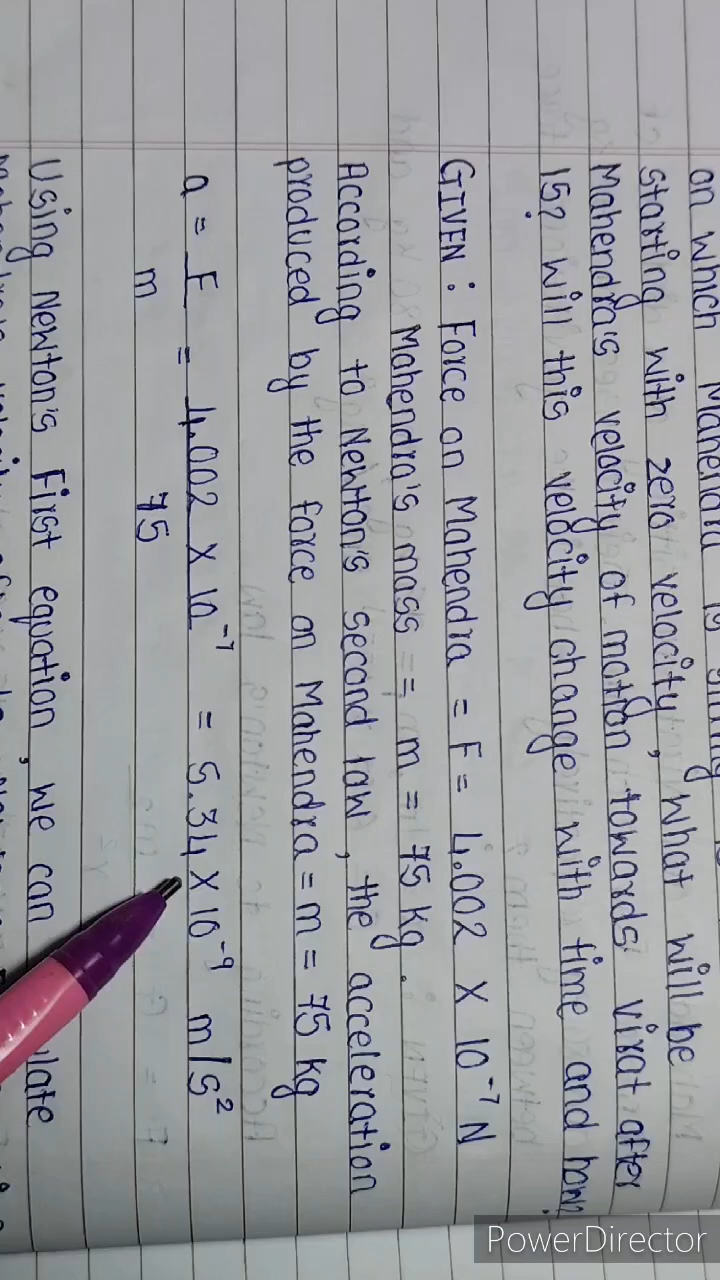 on which Mahendra is
starting with zero velocity, what will be
Mahendra's velocity of motion towards virat after
15? will this velocity change with time and how?
GIVEN : Force on Mahendra = F = 4.002 X 10⁻⁷ N
Mahendra's mass = m = 75 kg.
According to Newton's second law, the acceleration
produced by the force on Mahendra = m = 75 kg
a = F/m = 4.002 X 10⁻⁷/75 = 5.34 X 10⁻⁹ m/s²
Using Newton's First equation, we can
PowerDirector